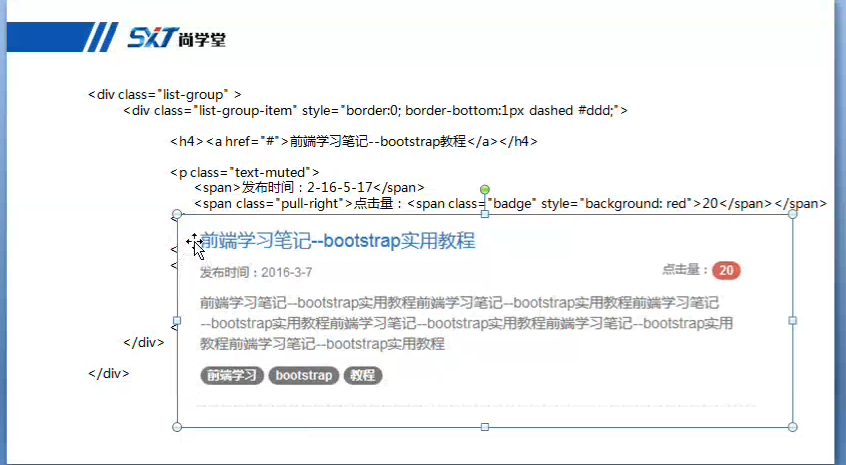 SXT尚学堂
<div class="list-group" >
<div class="list-group-item" style="border:0; border-bottom:1px dashed #ddd;">
<h4><a href="#">前端学习笔记--bootstrap教程</a></h4>
<p class="text-muted">
<span>发布时间：2-16-5-17</span>
<span class="pull-right">点击量：<span class="badge" style="background: red">20</span></span>
<
前端学习笔记--bootstrap实用教程
<
发布时间：2016-3-7 点击量：20
<
前端学习笔记--bootstrap实用教程前端学习笔记--bootstrap实用教程前端学习笔记
--bootstrap实用教程前端学习笔记--bootstrap实用教程前端学习笔记--bootstrap实用
<
教程前端学习笔记--bootstrap实用教程
</div>
前端学习 bootstrap 教程
</div>